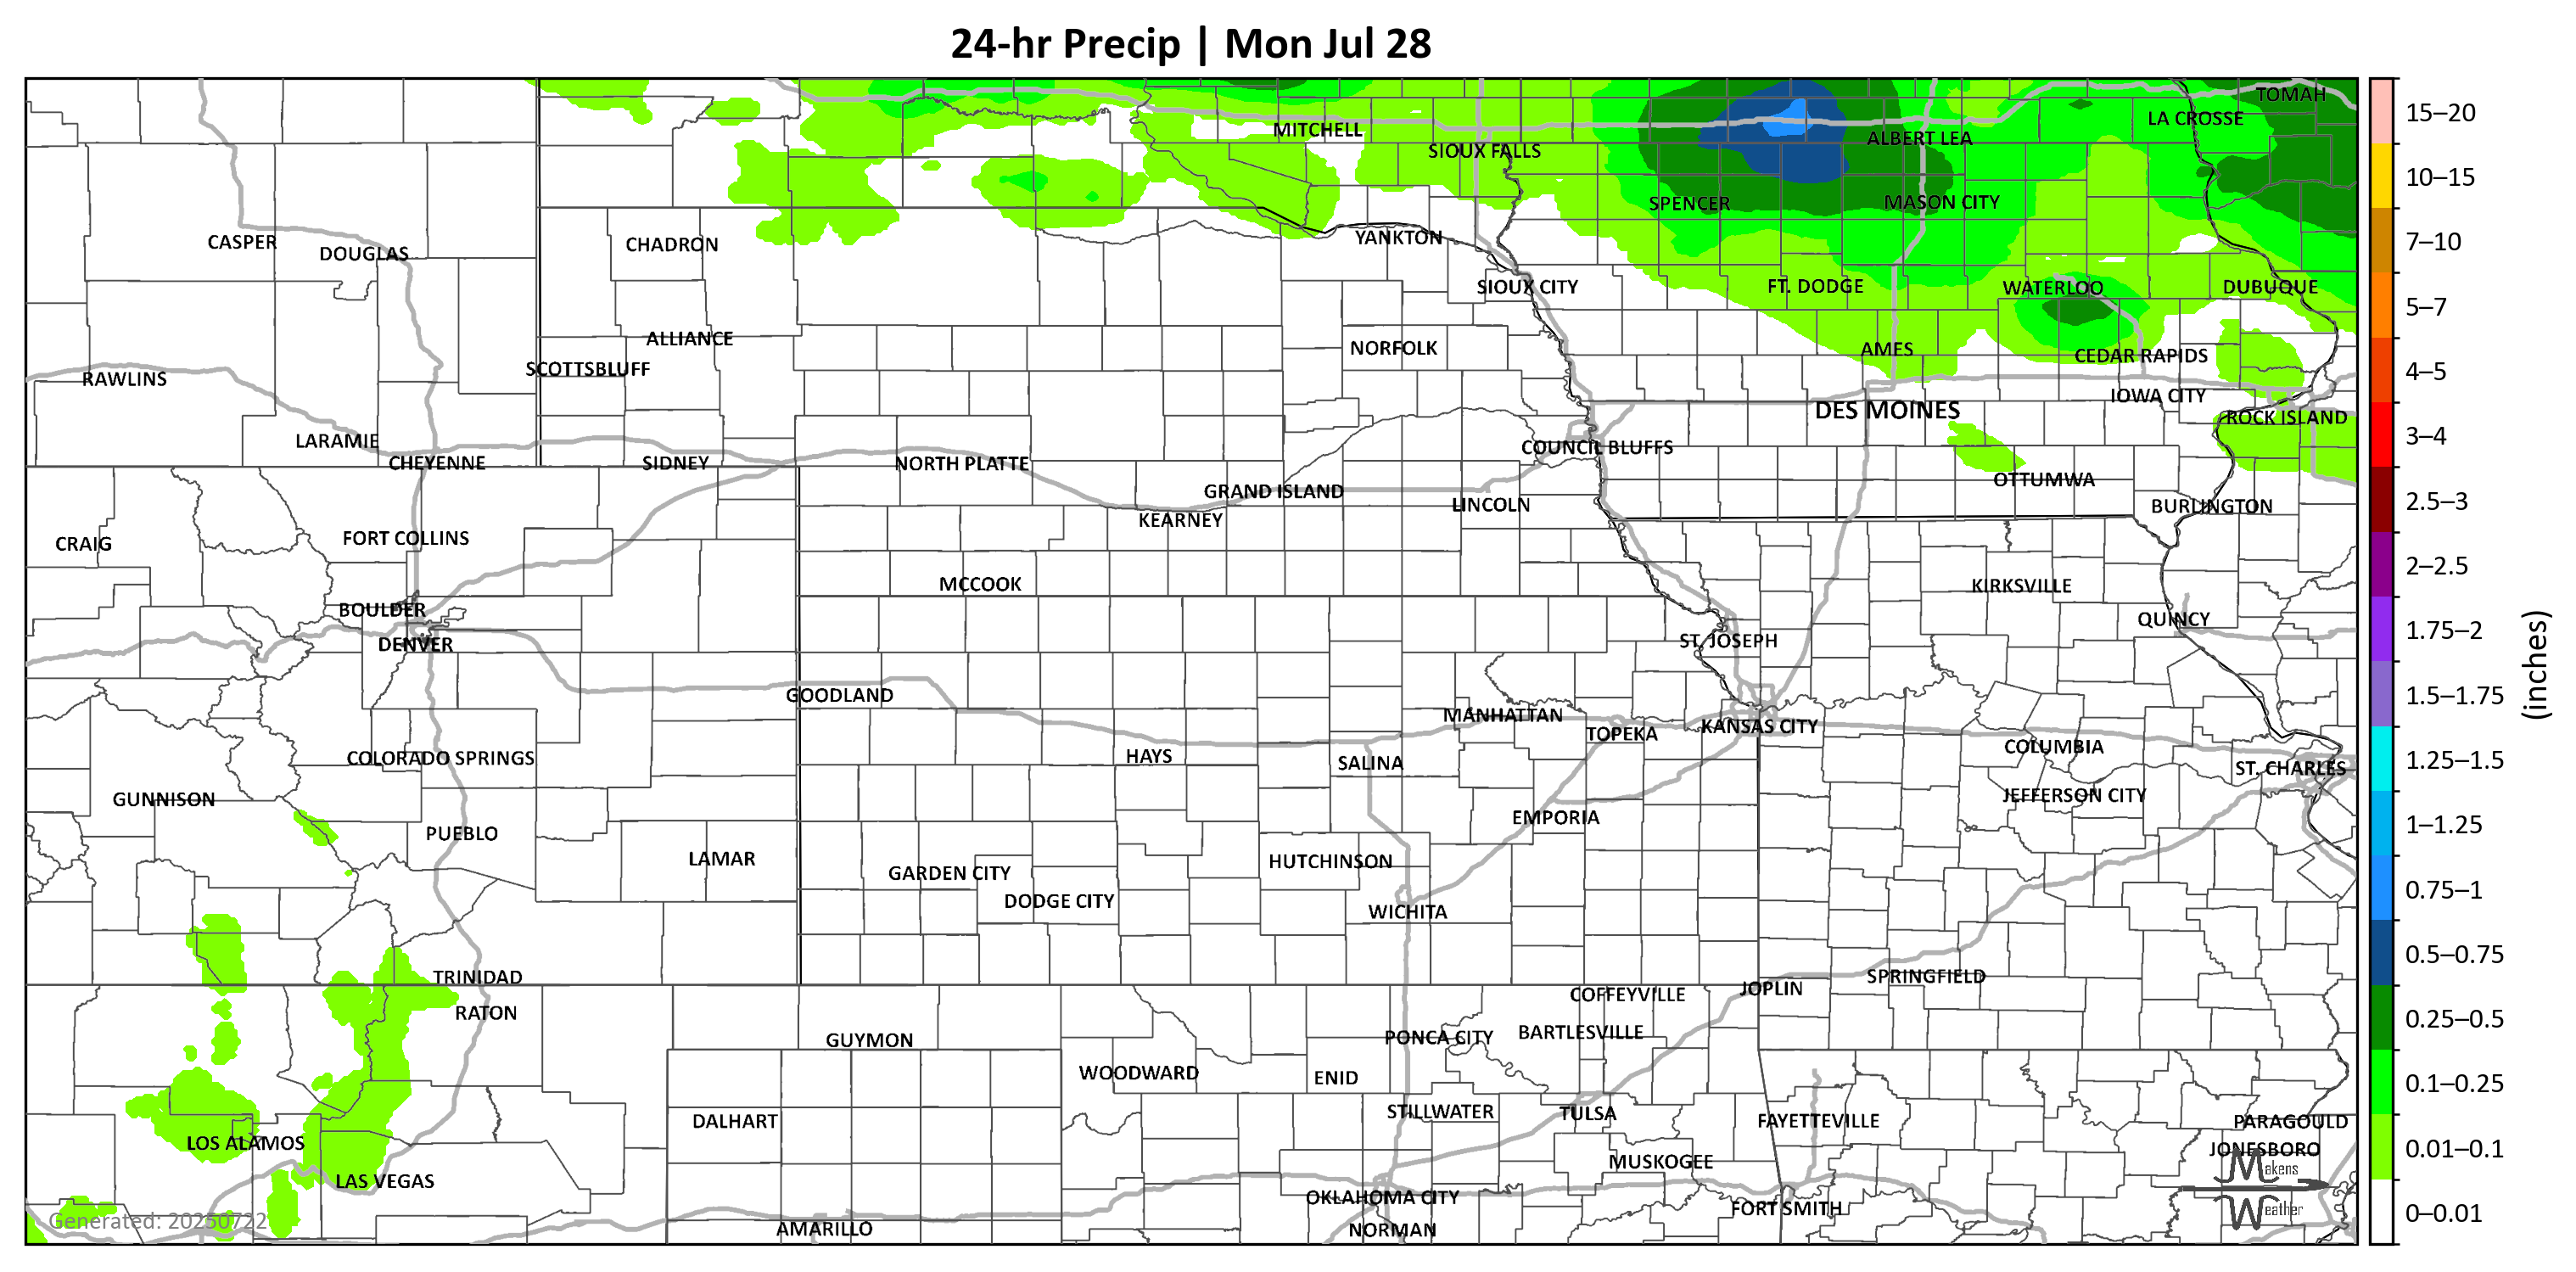 24-hr Precip | Mon Jul 28
TOMAH
LA CROSSE
MITCHELL
ALBERT LEA
SIOUX FALLS
SPENCER
MASON CITY
YANKTON
CASPER
CHADRON
DOUGLAS
SIOUX CITY
FT. DODGE
WATERLOO
DUBUQUE
ALLIANCE
NORFOLK
AMES
CEDAR RAPIDS
SCOTTSBLUFF
RAWLINS
IOWA CITY
DES MOINES
ROCK ISLAND
LARAMIE
COUNCIL BLUFFS
CHEYENNE
SIDNEY
NORTH PLATTE
OTTUMWA
GRAND ISLAND
LINCOLN
BURLINGTON
KEARNEY
FORT COLLINS
CRAIG
MCCOOK
KIRKSVILLE
BOULDER
QUINCY
DENVER
ST. JOSEPH
GOODLAND
MANHATTAN
KANSAS CITY
TOPEKA
COLUMBIA
COLORADO SPRINGS
HAYS
SALINA
ST. CHARLES
GUNNISON
JEFFERSON CITY
EMPORIA
PUEBLO
LAMAR
HUTCHINSON
GARDEN CITY
DODGE CITY
WICHITA
TRINIDAD
SPRINGFIELD
JOPLIN
COFFEYVILLE
RATON
GUYMON
PONCA CITY
BARTLESVILLE
WOODWARD
ENID
STILLWATER
TULSA
DALHART
FAYETTEVILLE
PARAGOULD
LOS ALAMOS
JONESBORO
MUSKOGEE
LAS VEGAS
OKLAHOMA CITY
FORT SMITH
AMARILLO
NORMAN
Generated: 20250722
Makens
Weather
15–20
10–15
7–10
5–7
4–5
3–4
2.5–3
2–2.5
1.75–2
1.5–1.75
1.25–1.5
1–1.25
0.75–1
0.5–0.75
0.25–0.5
0.1–0.25
0.01–0.1
0–0.01
(inches)